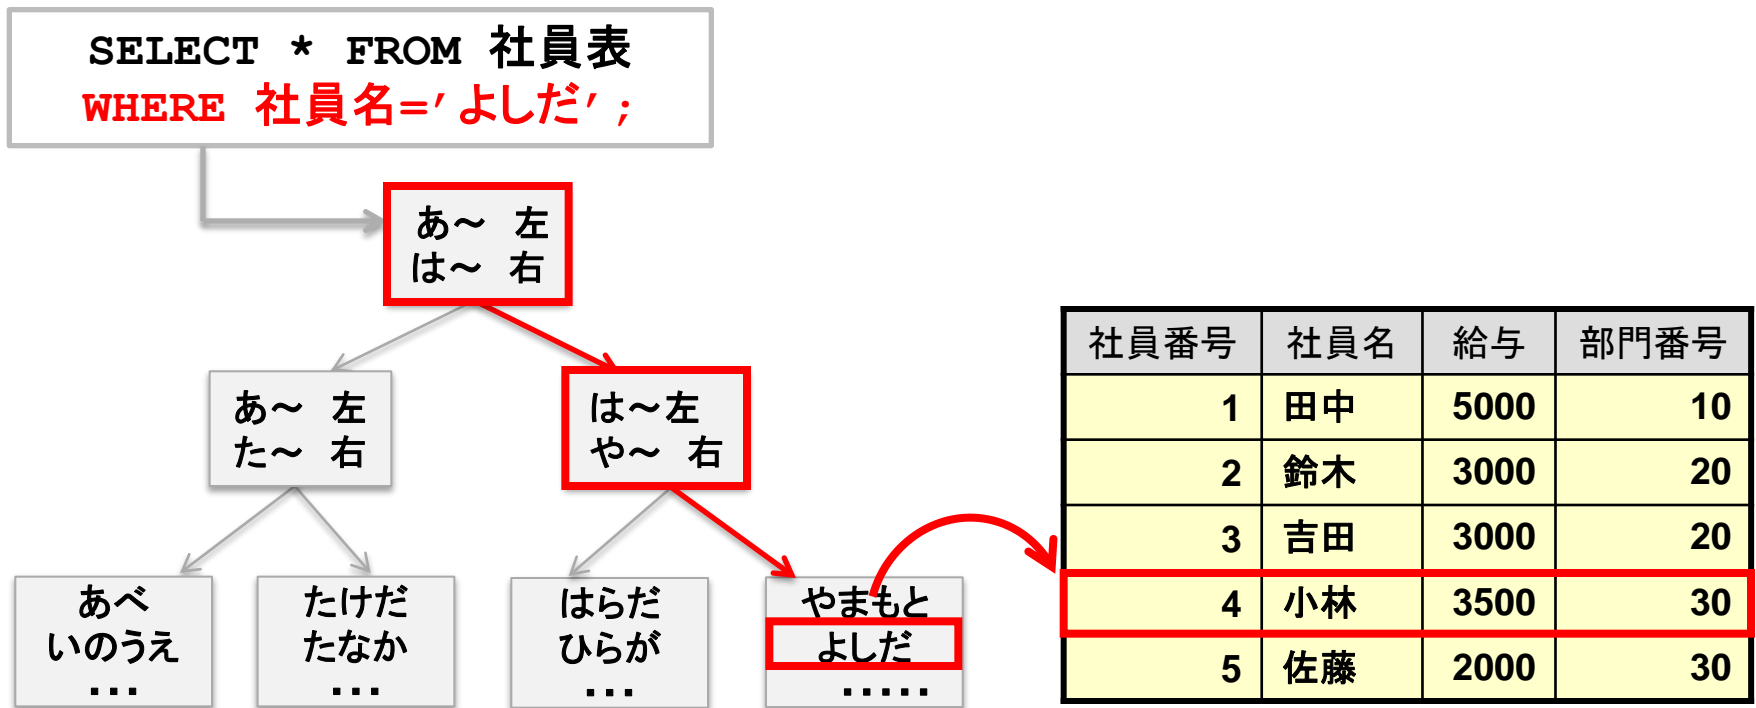 SELECT * FROM 社員表
WHERE 社員名='よしだ';
あ～ 左
は～ 右
あ～ 左
た～ 右
は～左
や～ 右
あべ
いのうえ
...
たけだ
たなか
...
はらだ
ひらが
...
やまもと
よしだ
.....
社員番号 社員名 給与 部門番号
1 田中 5000 10
2 鈴木 3000 20
3 吉田 3000 20
4 小林 3500 30
5 佐藤 2000 30